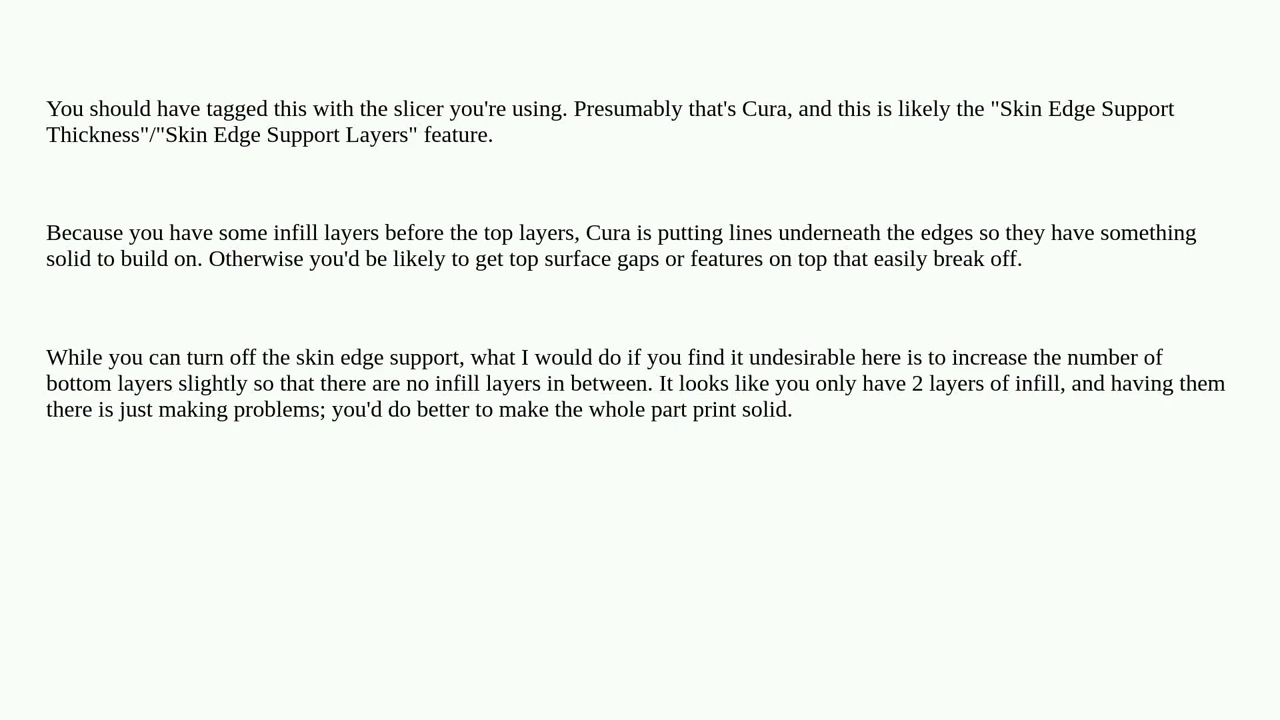 You should have tagged this with the slicer you're using. Presumably that's Cura, and this is likely the "Skin Edge Support
Thickness"/"Skin Edge Support Layers" feature.
Because you have some infill layers before the top layers, Cura is putting lines underneath the edges so they have something
solid to build on. Otherwise you'd be likely to get top surface gaps or features on top that easily break off.
While you can turn off the skin edge support, what I would do if you find it undesirable here is to increase the number of
bottom layers slightly so that there are no infill layers in between. It looks like you only have 2 layers of infill, and having them
there is just making problems; you'd do better to make the whole part print solid.